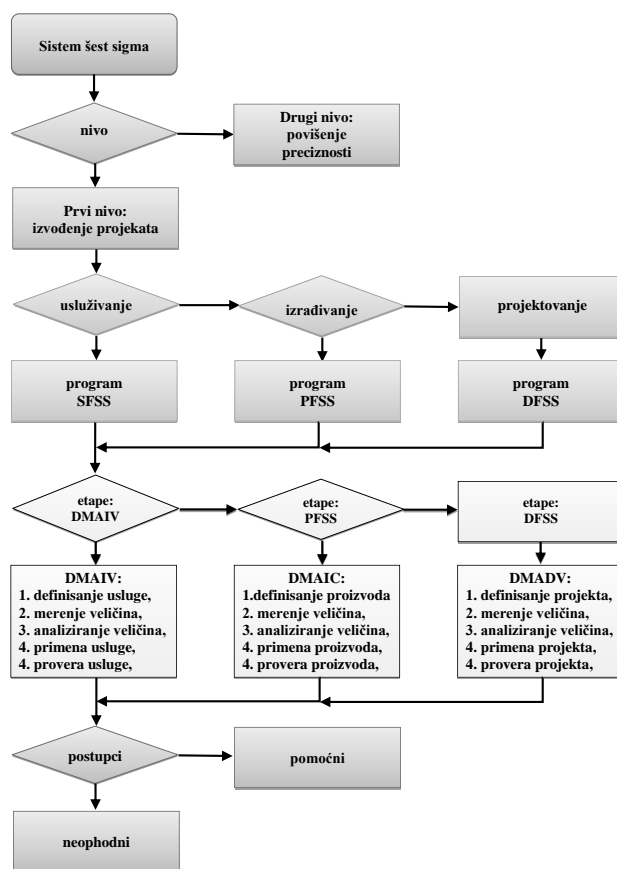 Sistem šest sigma
nivo
Drugi nivo:
povišenje
preciznosti
Prvi nivo:
izvođenje projekata
usluživanje
izrađivanje
projektovanje
program
SFSS
program
PFSS
program
DFSS
etape:
DMAIV
etape:
PFSS
etape:
DFSS
DMAIV:
1. definisanje usluge,
2. merenje veličina,
3. analiziranje veličina,
4. primena usluge,
4. provera usluge,
DMAIC:
1.definisanje proizvoda
2. merenje veličina,
3. analiziranje veličina,
4. primena proizvoda,
4. provera proizvoda,
DMADV:
1. definisanje projekta,
2. merenje veličina,
3. analiziranje veličina,
4. primena projekta,
4. provera projekta,
postupci
pomoćni
neophodni